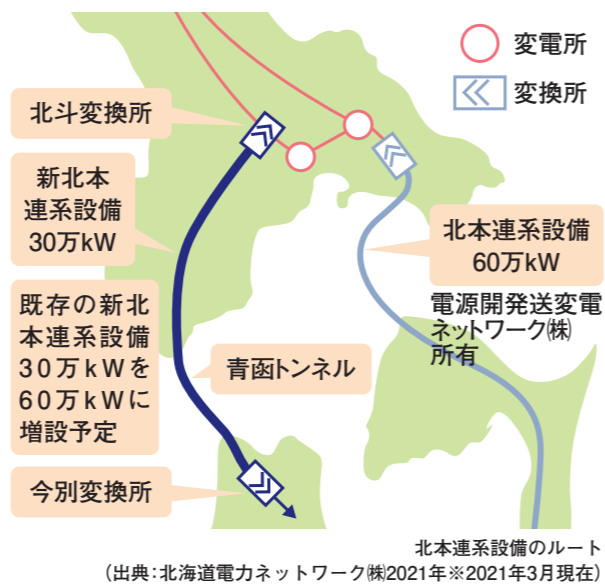 変電所
変換所
北斗変換所
新北本
連系設備
30万kW
既存の新北
本連系設備
30万kWを
60万kWに
増設予定
今別変換所
青函トンネル
北本連系設備
60万kW
電源開発送変電
ネットワーク㈱
所有
北本連系設備のルート
(出典:北海道電力ネットワーク㈱2021年※2021年3月現在)